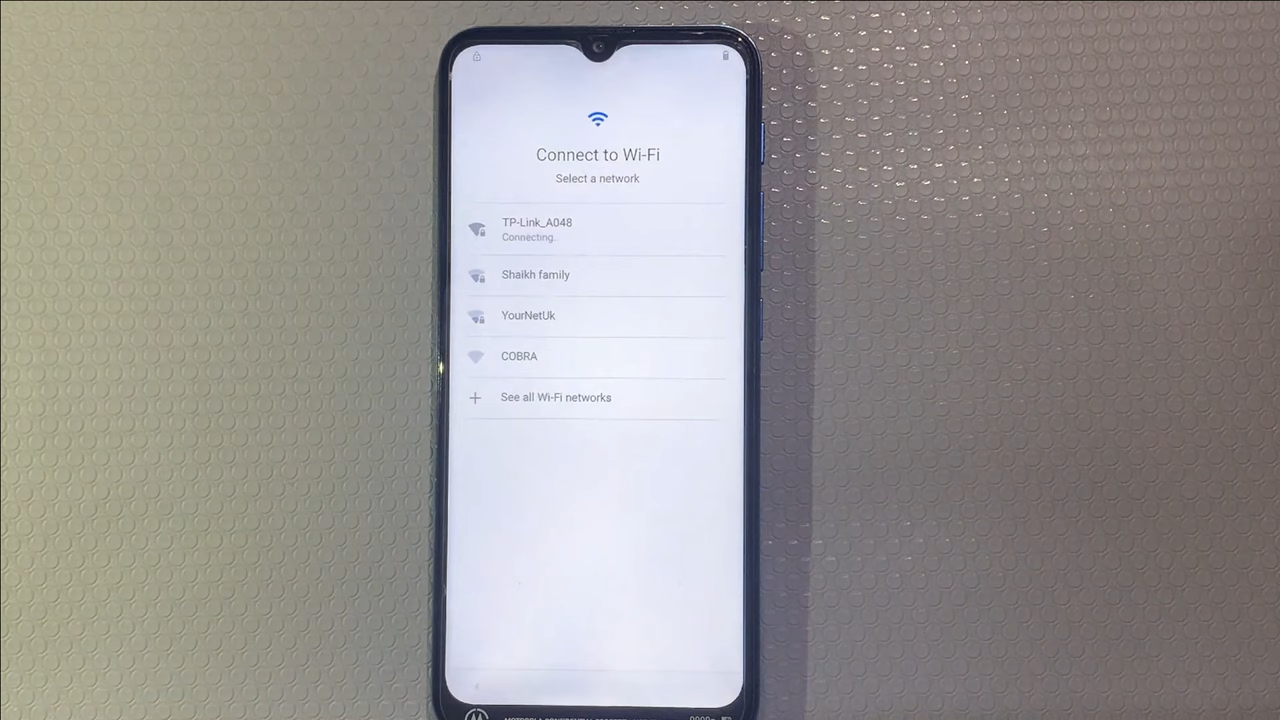 Connect to Wi-Fi
Select a network
TP-Link_A048
Connecting..
Shaikh family
YourNetUk
COBRA
See all Wi-Fi networks